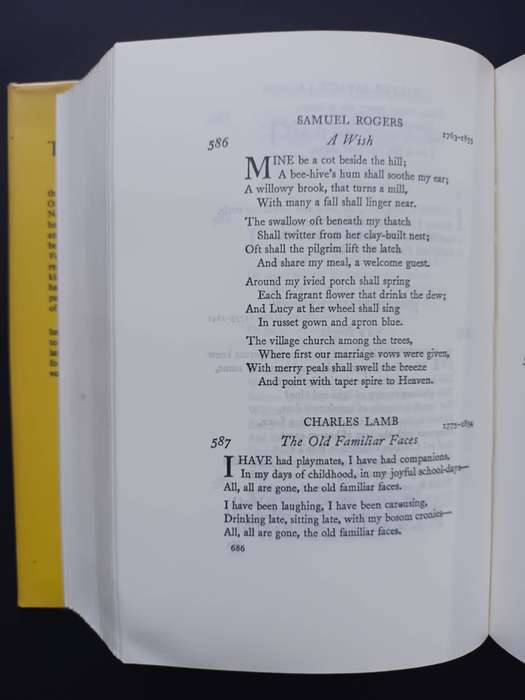 SAMUEL ROGERS
586 A Wish 1763-1855
MINE be a cot beside the hill;
A bee-hive's hum shall soothe my ear;
A willowy brook, that turns a mill,
With many a fall shall linger near.
The swallow oft beneath my thatch
Shall twitter from her clay-built nest;
Oft shall the pilgrim lift the latch
And share my meal, a welcome guest.
Around my ivied porch shall spring
Each fragrant flower that drinks the dew;
And Lucy at her wheel shall sing
In russet gown and apron blue.
The village church among the trees,
Where first our marriage vows were given,
With merry peals shall swell the breeze
And point with taper spire to Heaven.
CHARLES LAMB
587 The Old Familiar Faces 1775-1834
I HAVE had playmates, I have had companions,
In my days of childhood, in my joyful school-days—
All, all are gone, the old familiar faces.
I have been laughing, I have been carousing,
Drinking late, sitting late, with my bosom cronies—
All, all are gone, the old familiar faces.
686